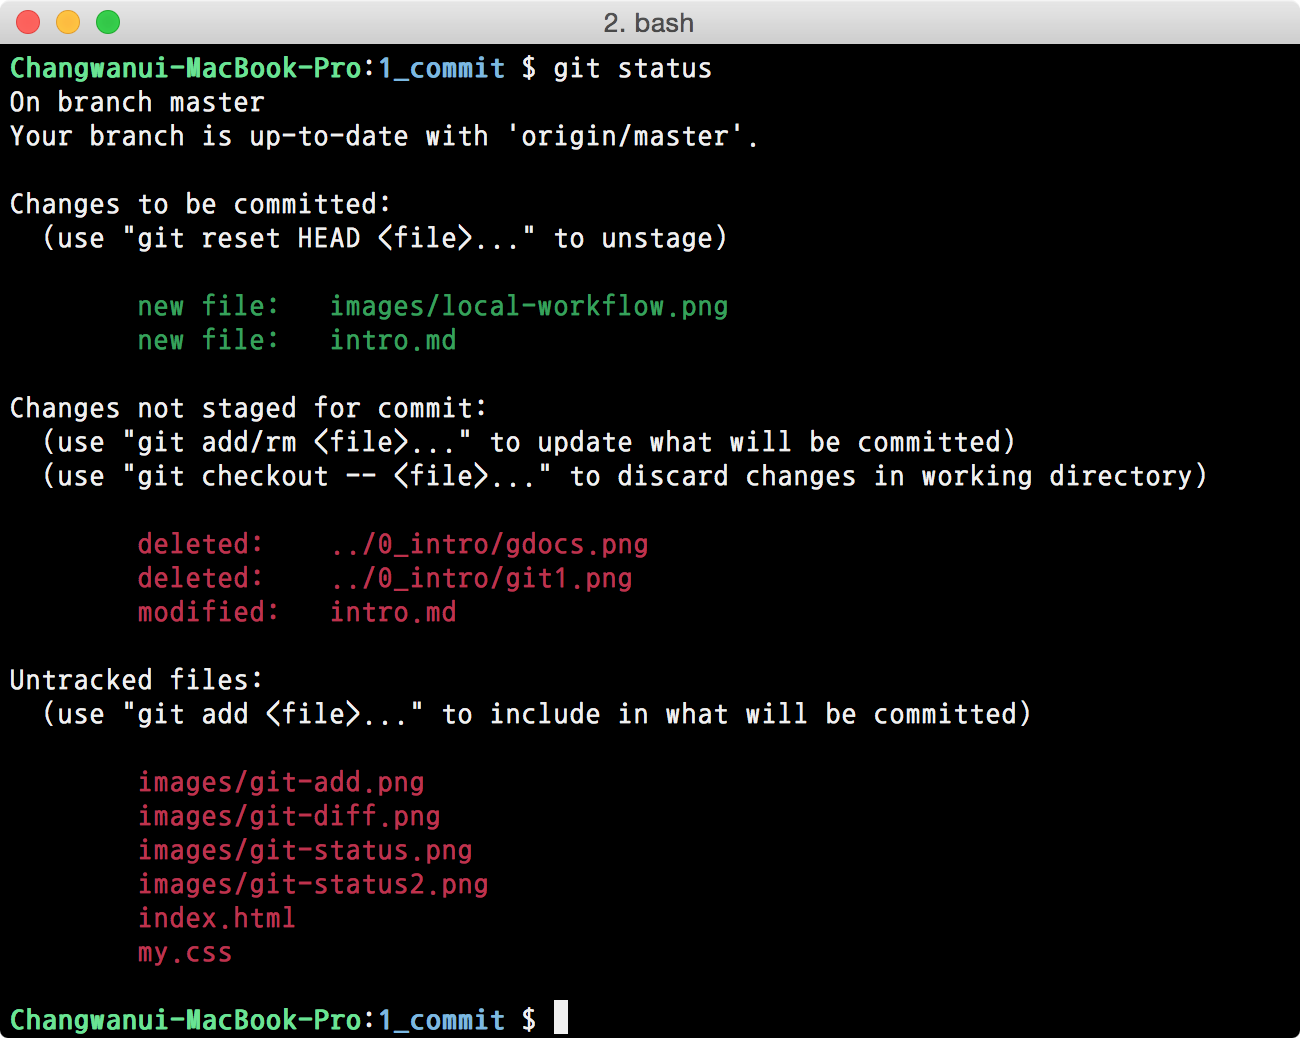 2. bash
Changwanui-MacBook-Pro:1_commit $ git status
On branch master
Your branch is up-to-date with 'origin/master'.
Changes to be committed:
  (use "git reset HEAD <file>..." to unstage)
        new file:   images/local-workflow.png
        new file:   intro.md
Changes not staged for commit:
  (use "git add/rm <file>..." to update what will be committed)
  (use "git checkout -- <file>..." to discard changes in working directory)
        deleted:    ../0_intro/gdocs.png
        deleted:    ../0_intro/git1.png
        modified:   intro.md
Untracked files:
  (use "git add <file>..." to include in what will be committed)
        images/git-add.png
        images/git-diff.png
        images/git-status.png
        images/git-status2.png
        index.html
        my.css
Changwanui-MacBook-Pro:1_commit $